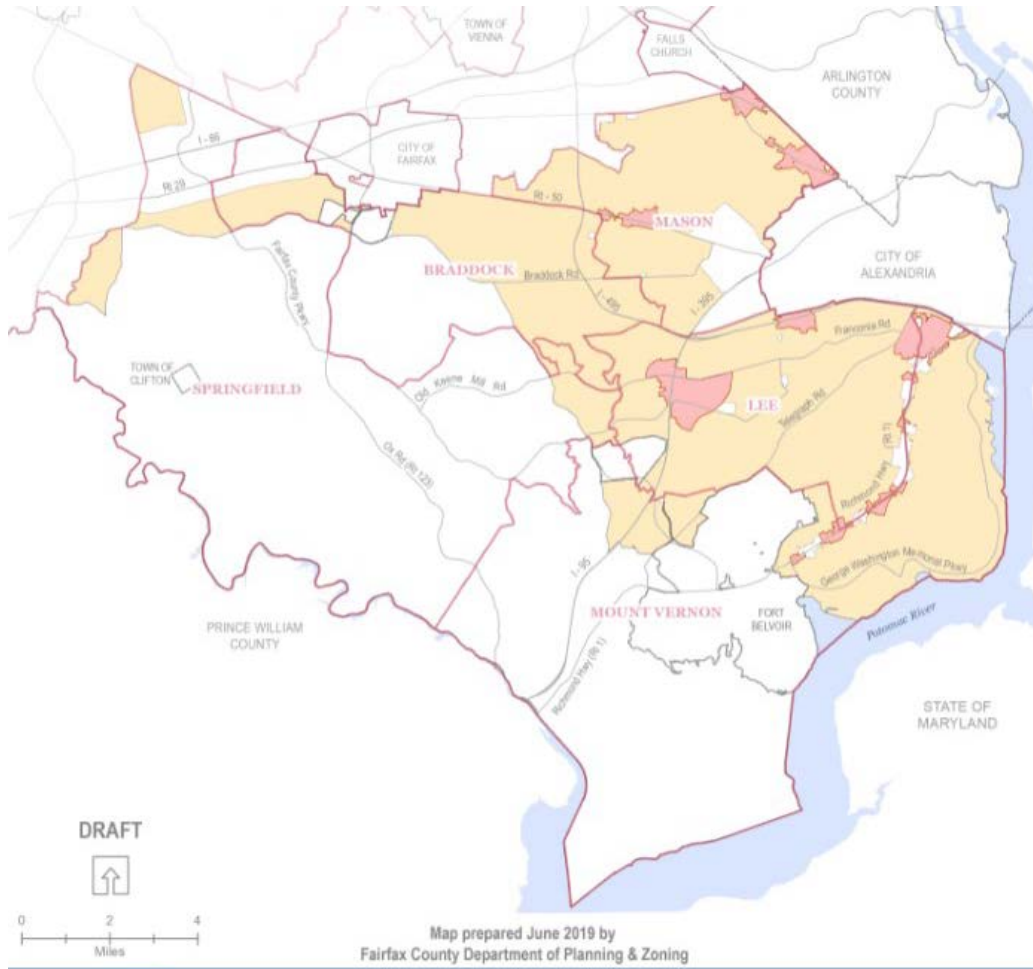 TOWN OF
VIENNA
FALLS
CHURCH
ARLINGTON
COUNTY
I - 66
CITY OF
FAIRFAX
Rt 29
Rt - 50
MASON
BRADDOCK
Braddock Rd
CITY OF
ALEXANDRIA
Fairfax County Pkwy
I - 495
I - 395
Franconia Rd
TOWN OF
CLIFTON
SPRINGFIELD
Old Keene Mill Rd
LEE
Telegraph Rd
Ox Rd (Rt 123)
Richmond Hwy (Rt 1)
I - 95
George Washington Memorial Pkwy
MOUNT VERNON
FORT
BELVOIR
Potomac River
PRINCE WILLIAM
COUNTY
Richmond Hwy (Rt 1)
STATE OF
MARYLAND
DRAFT
0 2 4
Miles
Map prepared June 2019 by
Fairfax County Department of Planning & Zoning